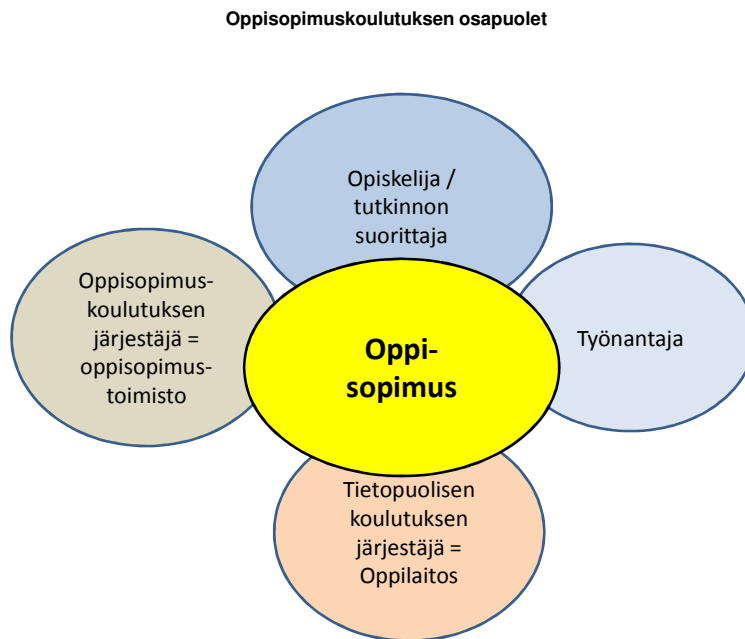 Oppisopimuskoulutuksen osapuolet
Opiskelija /
tutkinnon
suorittaja
Oppisopimus-
koulutuksen
järjestäjä =
oppisopimus-
toimisto
Oppi-
sopimus
Työnantaja
Tietopuolisen
koulutuksen
järjestäjä =
Oppilaitos